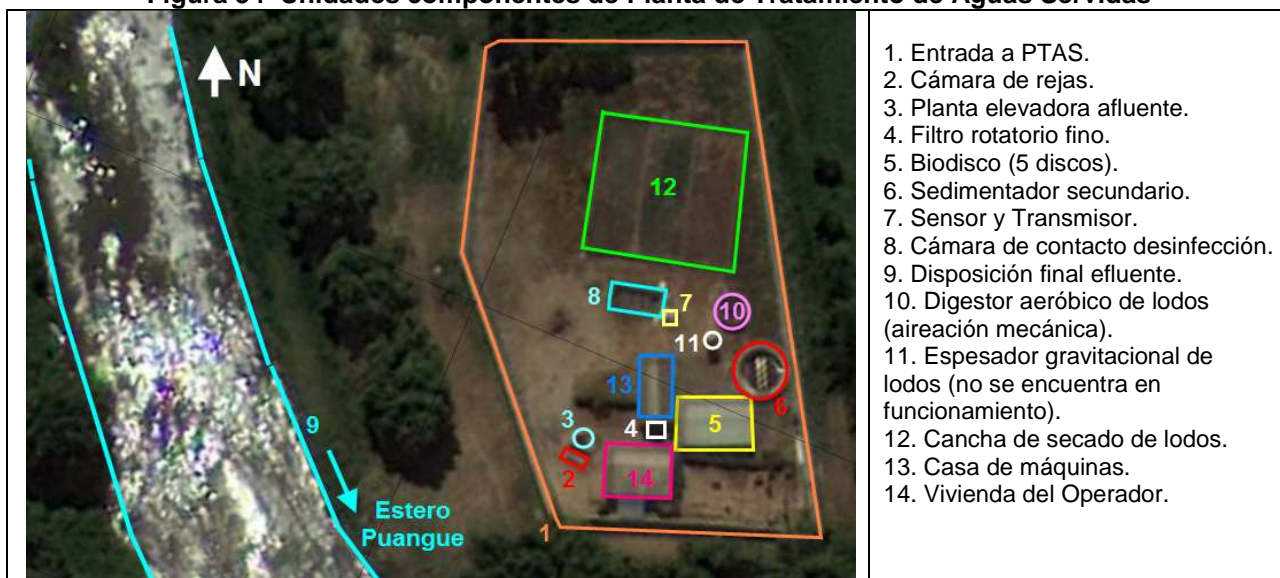 Figura 34 Unidades componentes de Planta de Tratamiento de Aguas Servidas
N
12
8
7
10
11
13
6
3
4
5
2
14
9
Estero
Puangue
1
1. Entrada a PTAS.
2. Cámara de rejas.
3. Planta elevadora afluente.
4. Filtro rotatorio fino.
5. Biodisco (5 discos).
6. Sedimentador secundario.
7. Sensor y Transmisor.
8. Cámara de contacto desinfección.
9. Disposición final efluente.
10. Digestor aeróbico de lodos
(aireación mecánica).
11. Espesador gravitacional de
lodos (no se encuentra en
funcionamiento).
12. Cancha de secado de lodos.
13. Casa de máquinas.
14. Vivienda del Operador.